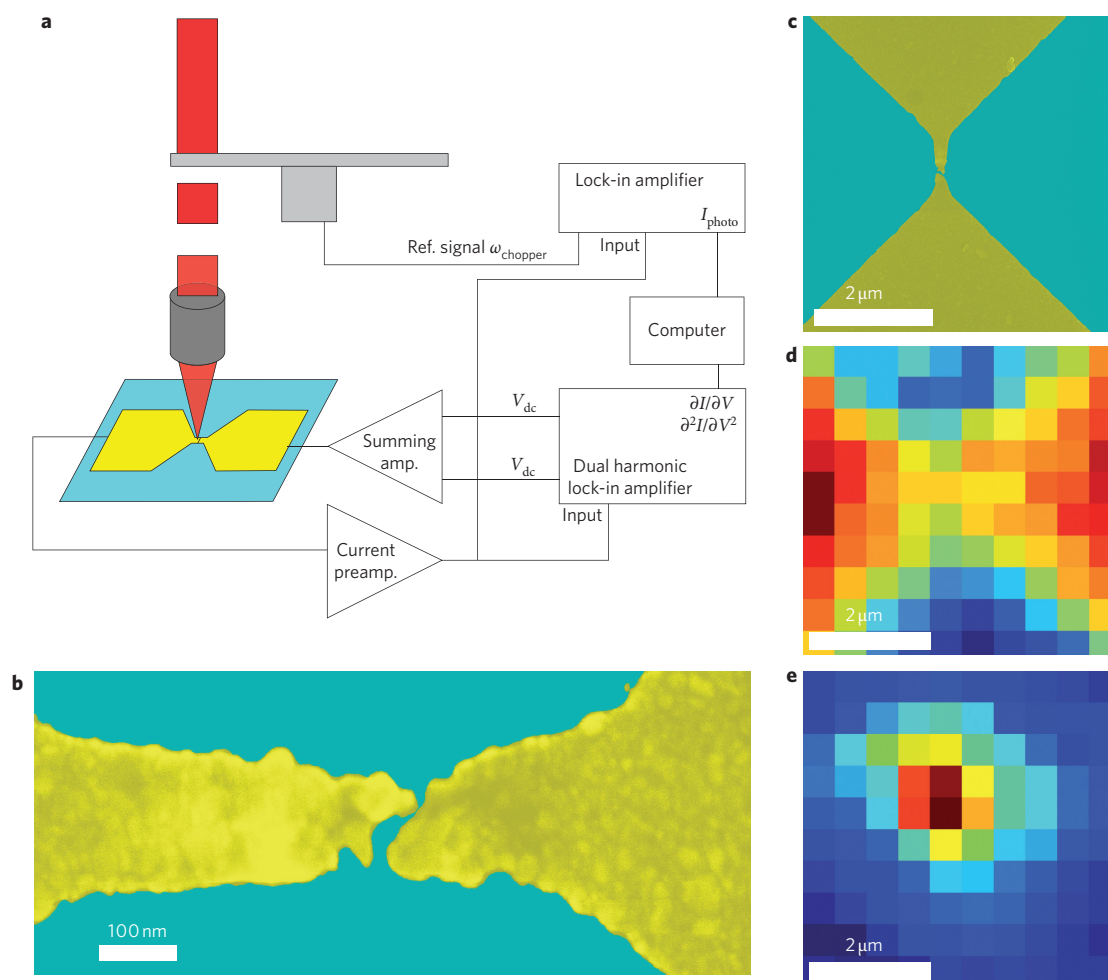 a
Lock-in amplifier
I_photo
Ref. signal ω_chopper
Input
Computer
V_dc
∂I/∂V
∂²I/∂V²
Summing
amp.
V_dc
Dual harmonic
lock-in amplifier
Input
Current
preamp.
b
100 nm
c
2 μm
d
2 μm
e
2 μm